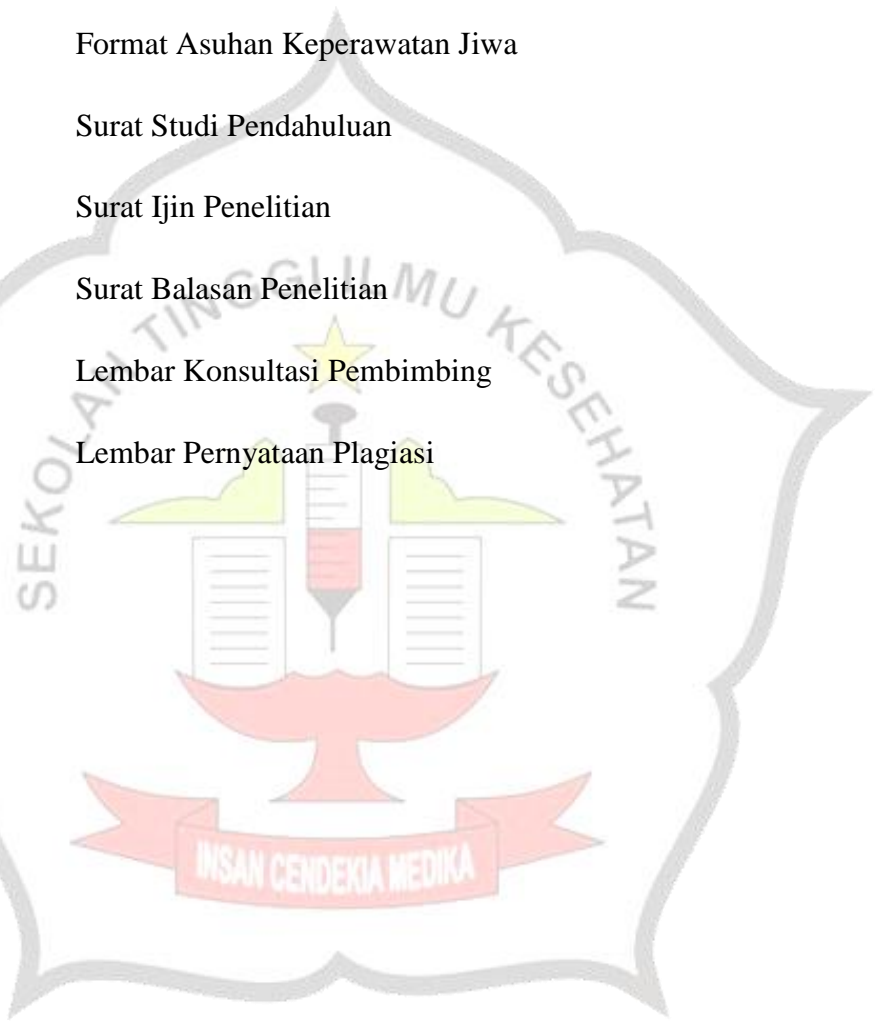 Format Asuhan Keperawatan Jiwa
Surat Studi Pendahuluan
Surat Ijin Penelitian
Surat Balasan Penelitian
Lembar Konsultasi Pembimbing
Lembar Pernyataan Plagiasi
SEKOLAH TINGGI ILMU KESEHATAN
INSAN CENDEKIA MEDIKA